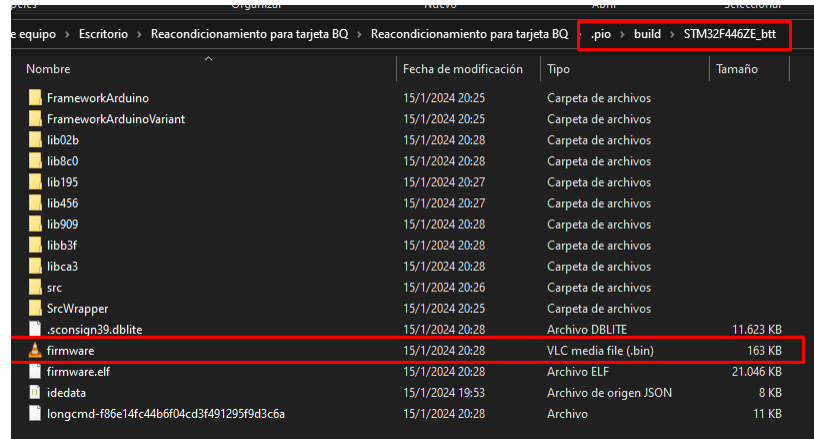 e equipo > Escritorio > Reacondicionamiento para tarjeta BQ > Reacondicionamiento para tarjeta BQ > .pio > build > STM32F446ZE_btt
Nombre Fecha de modificación Tipo Tamaño
FrameworkArduino 15/1/2024 20:25 Carpeta de archivos
FrameworkArduinoVariant 15/1/2024 20:25 Carpeta de archivos
lib02b 15/1/2024 20:28 Carpeta de archivos
lib8c0 15/1/2024 20:28 Carpeta de archivos
lib195 15/1/2024 20:27 Carpeta de archivos
lib456 15/1/2024 20:27 Carpeta de archivos
lib909 15/1/2024 20:28 Carpeta de archivos
libb3f 15/1/2024 20:28 Carpeta de archivos
libca3 15/1/2024 20:28 Carpeta de archivos
src 15/1/2024 20:26 Carpeta de archivos
SrcWrapper 15/1/2024 20:25 Carpeta de archivos
.sconsign39.dblite 15/1/2024 20:28 Archivo DBLITE 11.623 KB
firmware 15/1/2024 20:28 VLC media file (.bin) 163 KB
firmware.elf 15/1/2024 20:28 Archivo ELF 21.046 KB
idedata 15/1/2024 19:53 Archivo de origen JSON 8 KB
longcmd-f86e14fc44b6f04cd3f491295f9d3c6a 15/1/2024 20:28 Archivo 11 KB